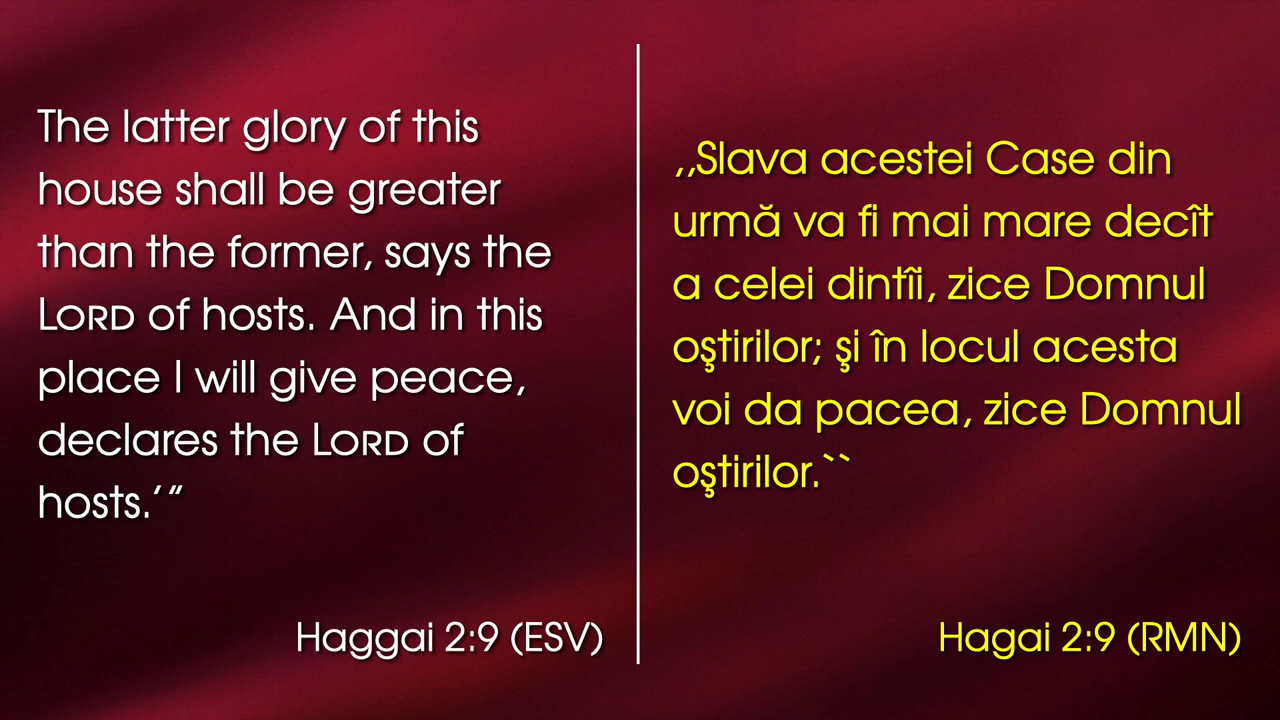 The latter glory of this
house shall be greater
than the former, says the
LORD of hosts. And in this
place I will give peace,
declares the LORD of
hosts.’”
Haggai 2:9 (ESV)
,,Slava acestei Case din
urmă va fi mai mare decît
a celei dintîi, zice Domnul
oştirilor; şi în locul acesta
voi da pacea, zice Domnul
oştirilor.``
Hagai 2:9 (RMN)